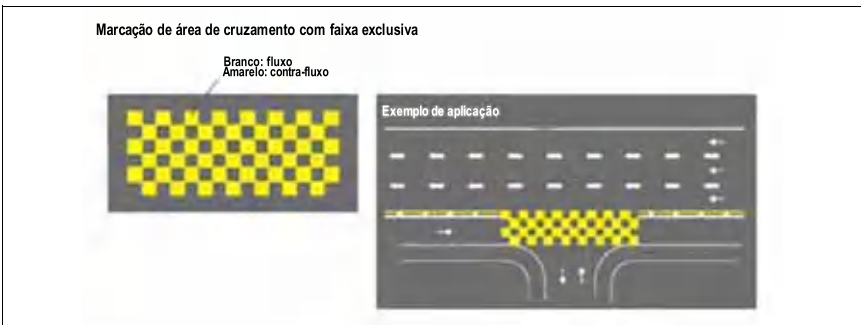 Marcação de área de cruzamento com faixa exclusiva
Branco: fluxo
Amarelo: contra-fluxo
Exemplo de aplicação